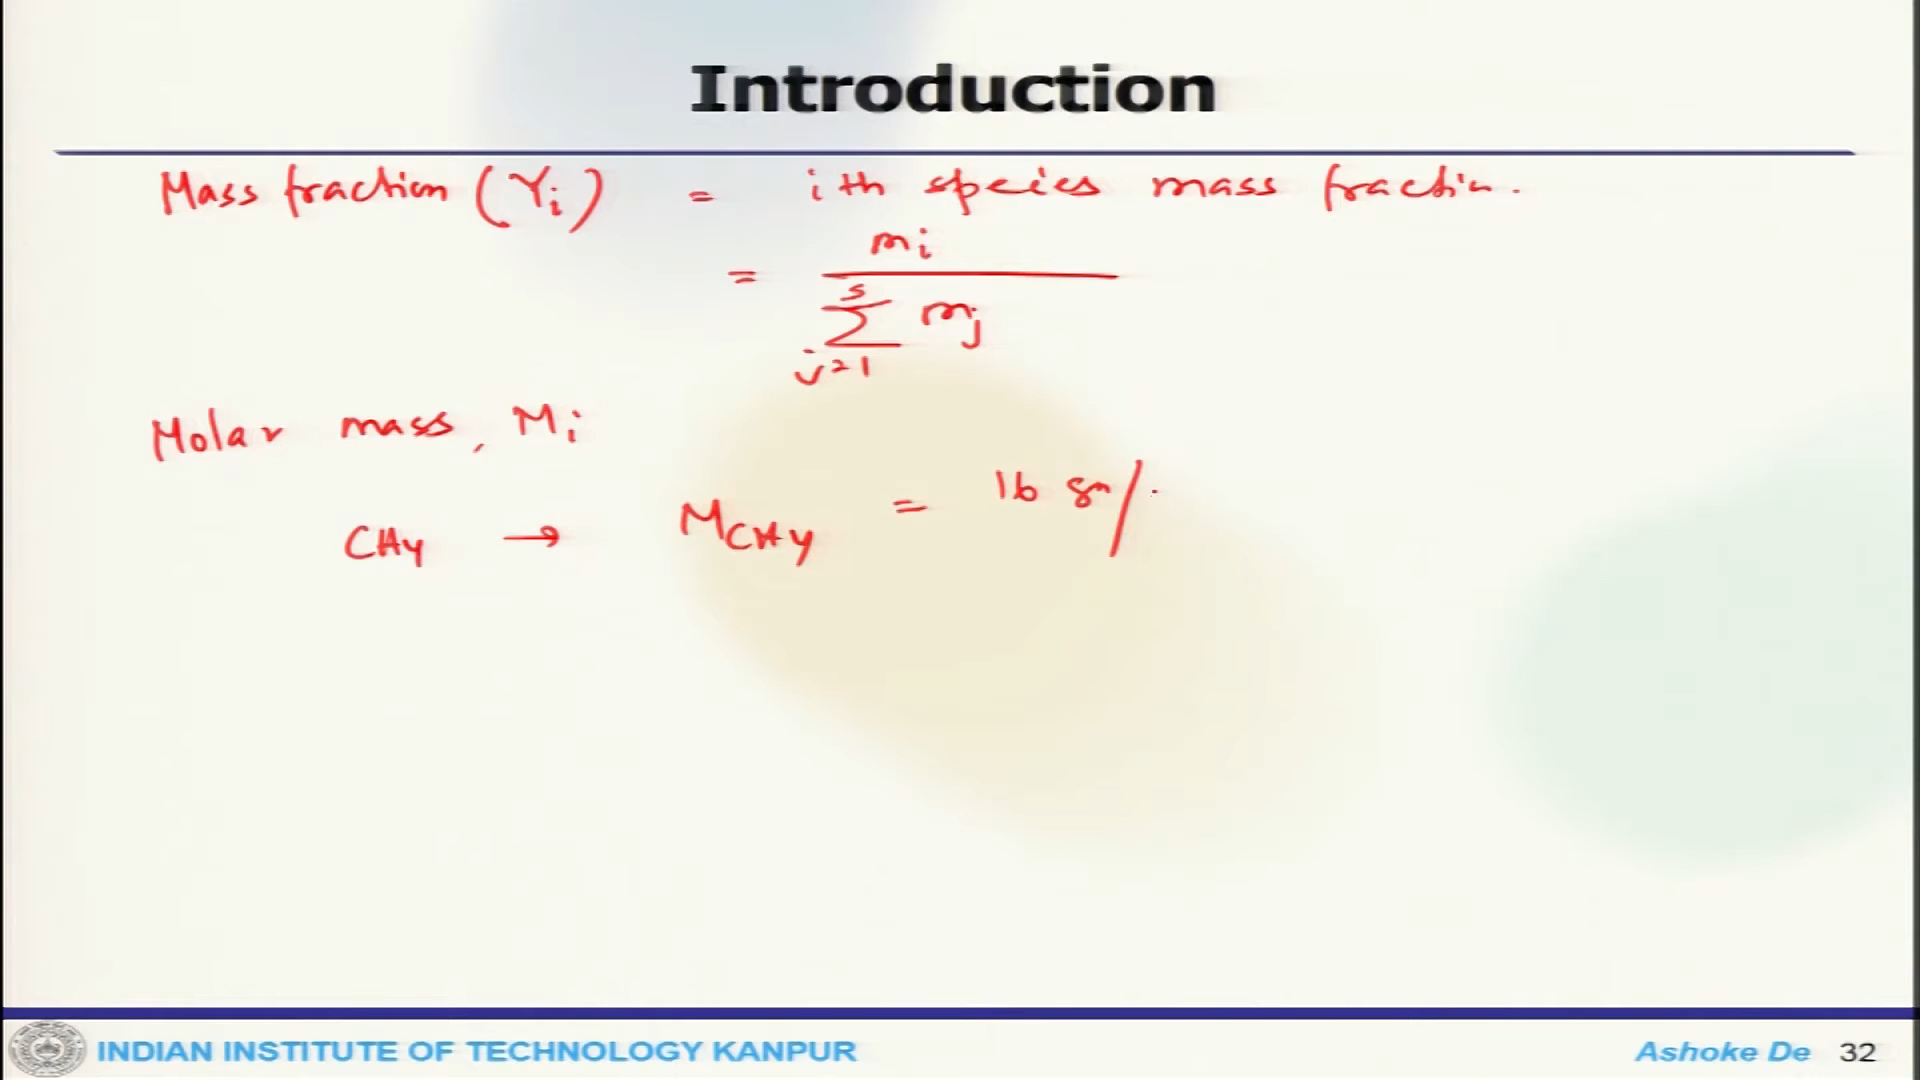 Introduction
Mass fraction (Yi) = ith species mass fractin.
= mi
s
∑ mj
j=1
Molar mass, Mi
CH4 → MCH4 = 16 gm/
INDIAN INSTITUTE OF TECHNOLOGY KANPUR
Ashoke De 32